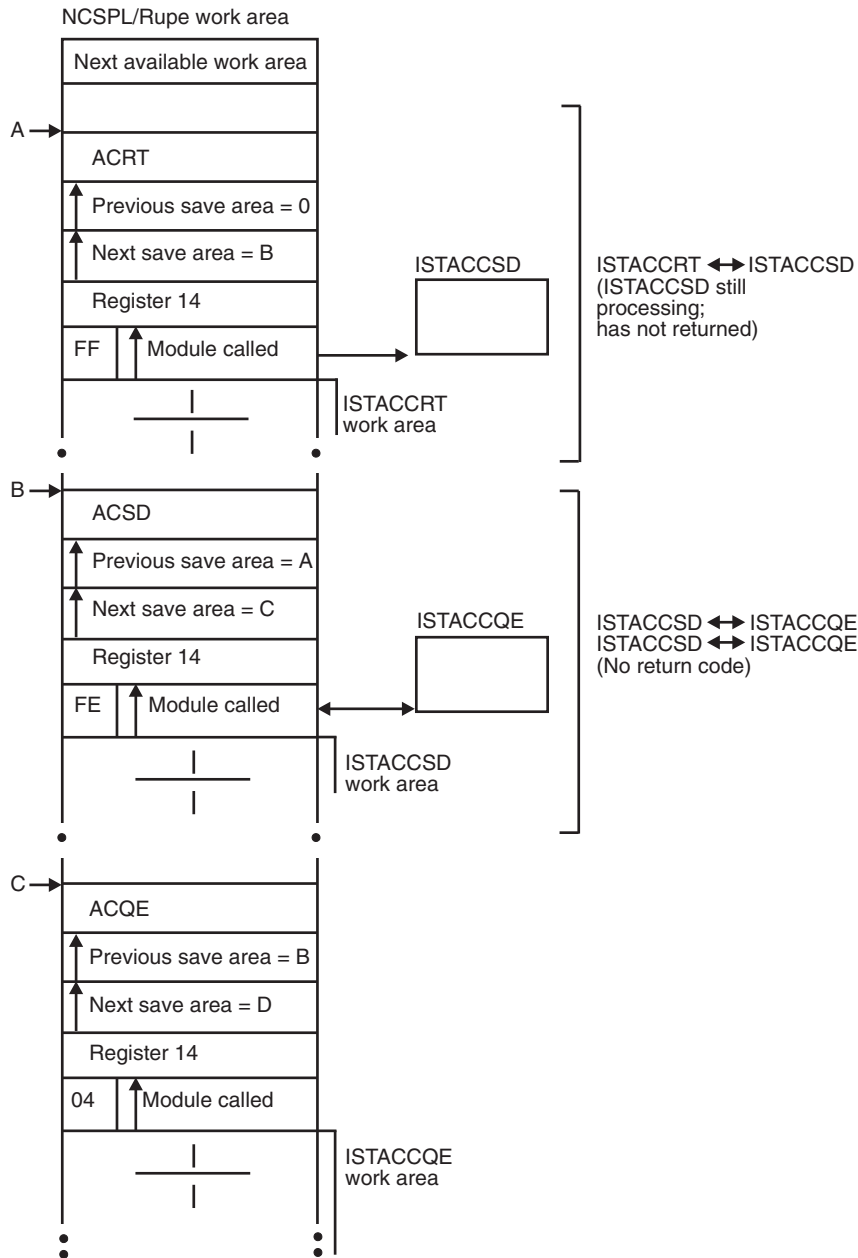 NCSPL/Rupe work area
Next available work area
A
ACRT
Previous save area = 0
Next save area = B
Register 14
FF
Module called
ISTACCSD
ISTACCRT
work area
ISTACCRT ISTACCSD
(ISTACCSD still
processing;
has not returned)
B
ACSD
Previous save area = A
Next save area = C
Register 14
FE
Module called
ISTACCQE
ISTACCSD
work area
ISTACCSD ISTACCQE
ISTACCSD ISTACCQE
(No return code)
C
ACQE
Previous save area = B
Next save area = D
Register 14
04
Module called
ISTACCQE
work area